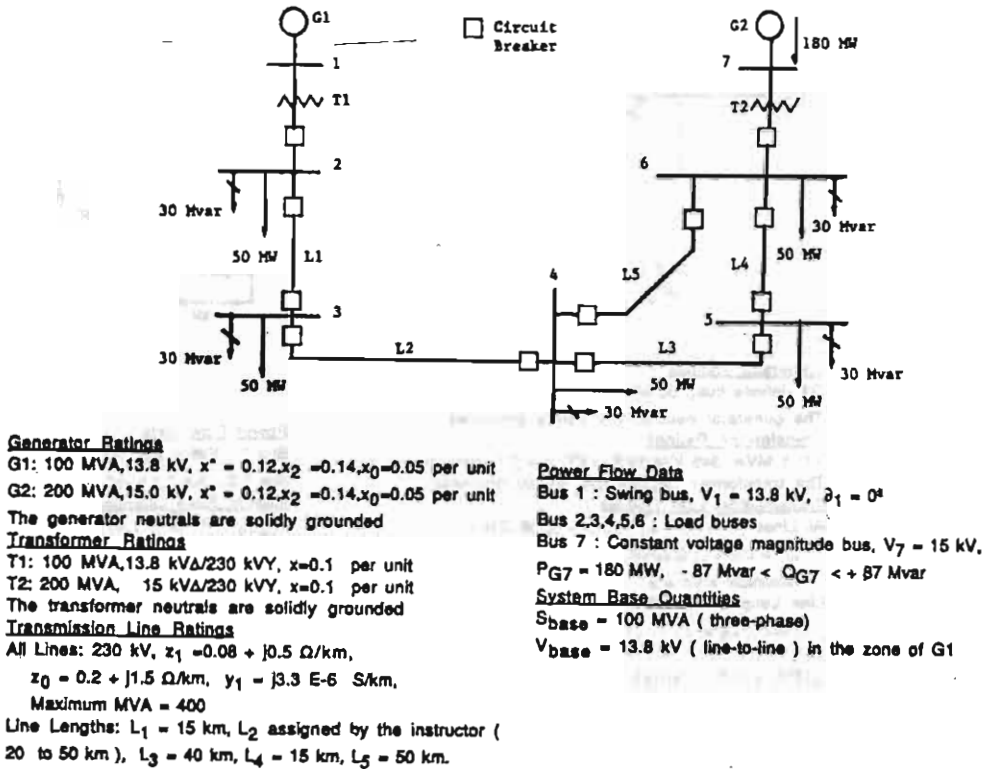 G1
Circuit
Breaker
G2
180 MW
1
7
T1
T2
2
6
30 Mvar
50 MW
L1
30 Mvar
50 MW
L4
L5
4
3
5
30 Mvar
50 MW
L2
L3
50 MW
30 Mvar
50 MW
30 Mvar
Generator Ratings
G1: 100 MVA,13.8 kV, x" = 0.12,x2 =0.14,x0=0.05 per unit
G2: 200 MVA,15.0 kV, x" = 0.12,x2 =0.14,x0=0.05 per unit
The generator neutrals are solidly grounded
Transformer Ratings
T1: 100 MVA,13.8 kVΔ/230 kVY, x=0.1 per unit
T2: 200 MVA, 15 kVΔ/230 kVY, x=0.1 per unit
The transformer neutrals are solidly grounded
Transmission Line Ratings
All Lines: 230 kV, z1 =0.08 + j0.5 Ω/km,
z0 = 0.2 + j1.5 Ω/km, y1 = j3.3 E-6 S/km,
Maximum MVA = 400
Line Lengths: L1 = 15 km, L2 assigned by the instructor (
20 to 50 km ), L3 = 40 km, L4 = 15 km, L5 = 50 km.
Power Flow Data
Bus 1 : Swing bus, V1 = 13.8 kV, ∂1 = 0ª
Bus 2,3,4,5,6 : Load buses
Bus 7 : Constant voltage magnitude bus, V7 = 15 kV,
PG7 = 180 MW, - 87 Mvar < QG7 < + 87 Mvar
System Base Quantities
Sbase = 100 MVA ( three-phase)
Vbase = 13.8 kV ( line-to-line ) in the zone of G1